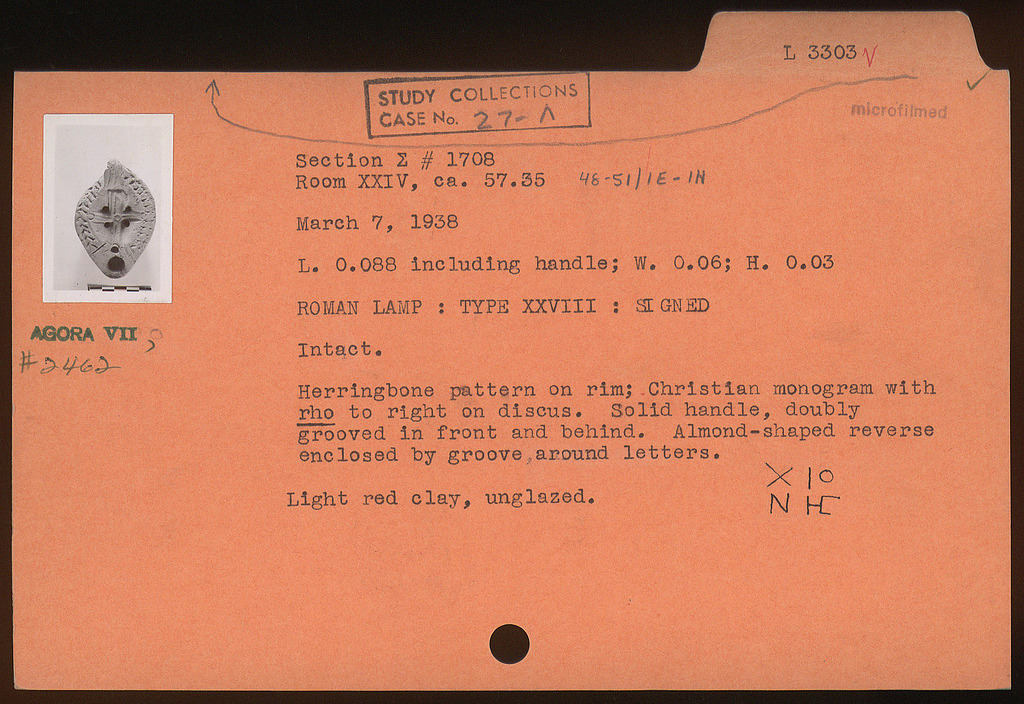 L 3303
STUDY COLLECTIONS
CASE No. 27-Λ
microfilmed
Section Σ # 1708
Room XXIV, ca. 57.35 48-51/ΙΕ-ΙΗ
March 7, 1938
L. 0.088 including handle; W. 0.06; H. 0.03
ROMAN LAMP : TYPE XXVIII : SIGNED
AGORA VII
#2462
Intact.
Herringbone pattern on rim; Christian monogram with
rho to right on discus. Solid handle, doubly
grooved in front and behind. Almond-shaped reverse
enclosed by groove, around letters.
Χ Ι Ο
Ν Η С
Light red clay, unglazed.